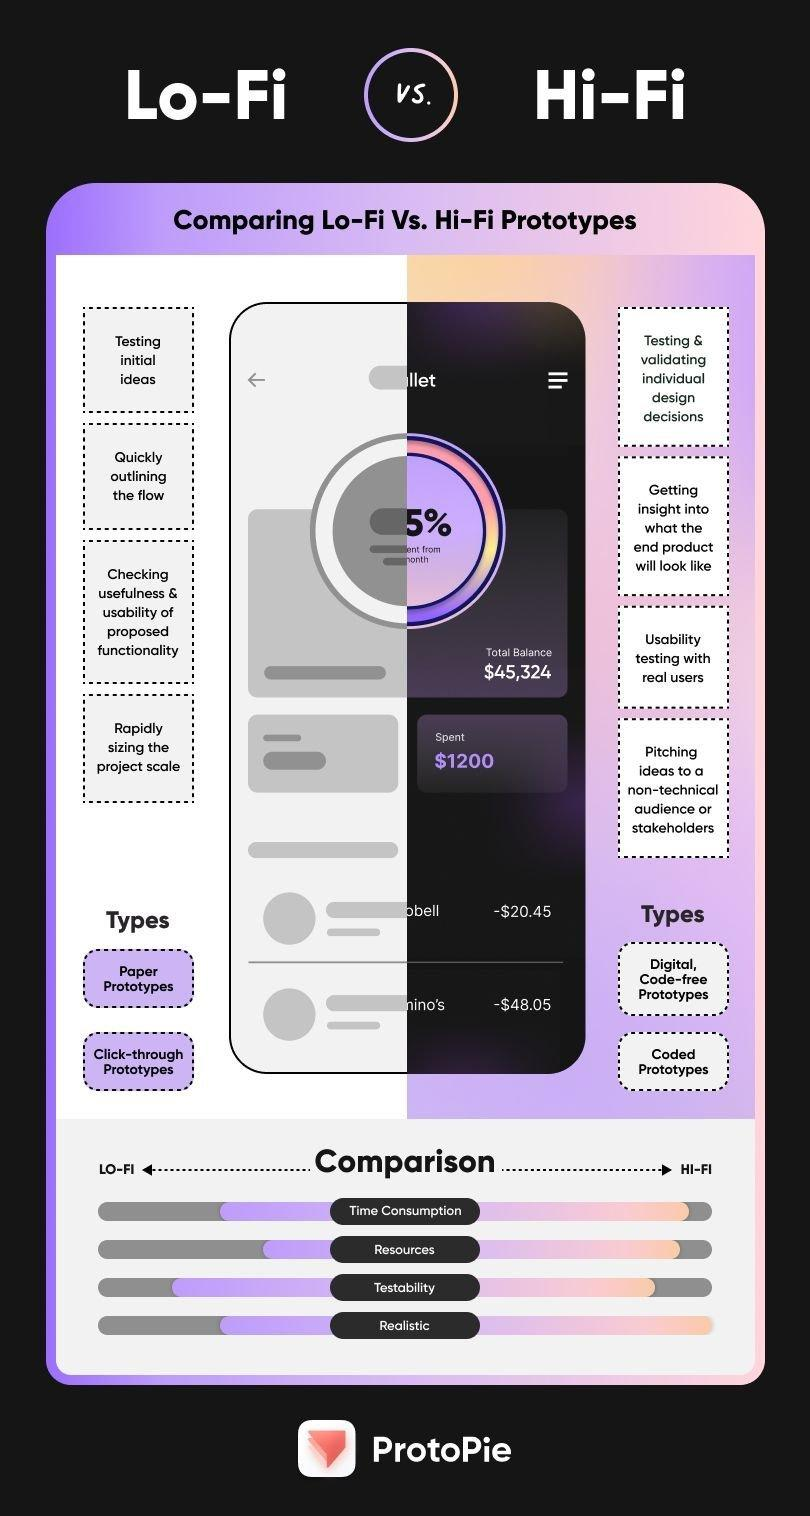 Lo-Fi
vs.
Hi-Fi
Comparing Lo-Fi Vs. Hi-Fi Prototypes
Testing
initial
ideas
Quickly
outlining
the flow
Checking
usefulness &
usability of
proposed
functionality
Rapidly
sizing the
project scale
Types
Paper
Prototypes
Click-through
Prototypes
llet
5%
ent from
month
Total Balance
$45,324
Spent
$1200
obell
-$20.45
mino's
-$48.05
Testing &
validating
individual
design
decisions
Getting
insight into
what the
end product
will look like
Usability
testing with
real users
Pitching
ideas to a
non-technical
audience or
stakeholders
Types
Digital,
Code-free
Prototypes
Coded
Prototypes
LO-FI
Comparison
HI-FI
Time Consumption
Resources
Testability
Realistic
ProtoPie